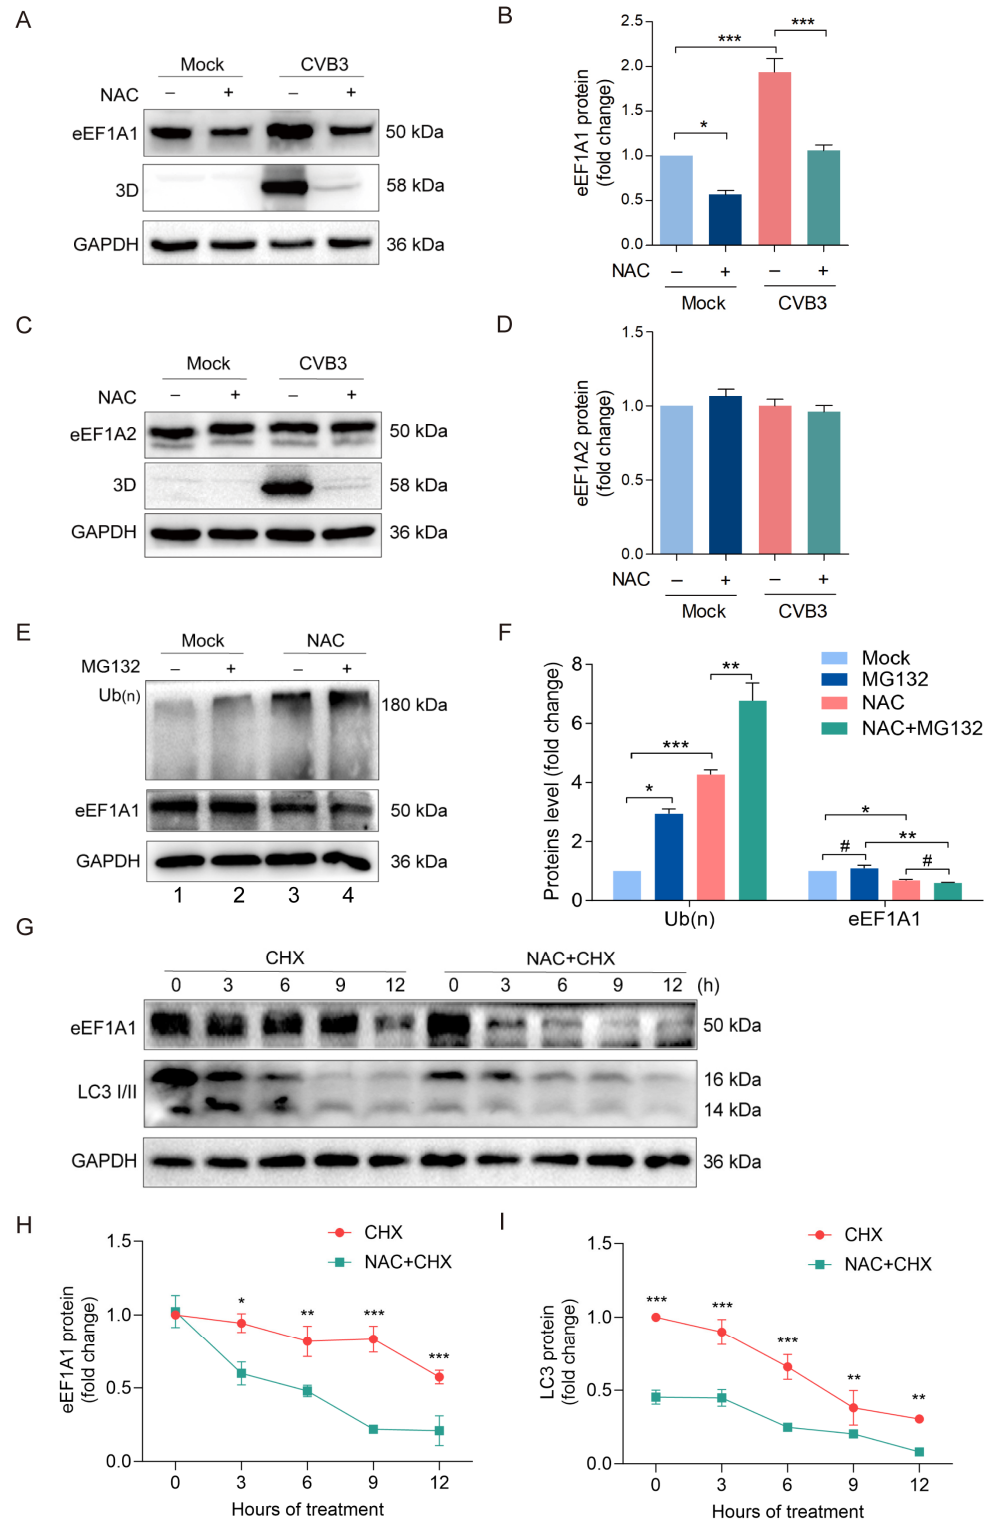 A
Mock CVB3
NAC – + – +
eEF1A1 50 kDa
3D 58 kDa
GAPDH 36 kDa
B
eEF1A1 protein
(fold change)
2.5
2.0
1.5
1.0
0.5
0.0
* *** ***
NAC – + – +
Mock CVB3
C
Mock CVB3
NAC – + – +
eEF1A2 50 kDa
3D 58 kDa
GAPDH 36 kDa
D
eEF1A2 protein
(fold change)
1.5
1.0
0.5
0.0
NAC – + – +
Mock CVB3
E
Mock NAC
MG132 – + – +
Ub(n) 180 kDa
eEF1A1 50 kDa
GAPDH 36 kDa
1 2 3 4
F
Proteins level (fold change)
8
6
4
2
0
* *** **
# * ** #
Ub(n) eEF1A1
Mock
MG132
NAC
NAC+MG132
G
CHX NAC+CHX
0 3 6 9 12 0 3 6 9 12 (h)
eEF1A1 50 kDa
LC3 I/II 16 kDa
14 kDa
GAPDH 36 kDa
H
CHX
NAC+CHX
eEF1A1 protein
(fold change)
1.5
1.0
0.5
0.0
* ** *** ***
0 3 6 9 12
Hours of treatment
I
CHX
NAC+CHX
LC3 protein
(fold change)
1.5
1.0
0.5
0.0
*** *** *** ** **
0 3 6 9 12
Hours of treatment